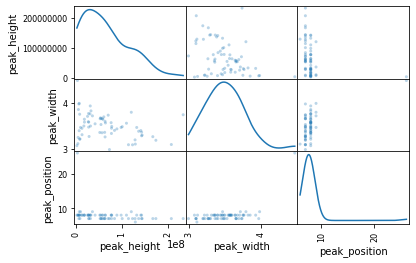 200000000
100000000
0
peak_height
4
3
peak_width
20
10
peak_position
0
1
2
1e8
peak_height
3
4
peak_width
10
20
peak_position